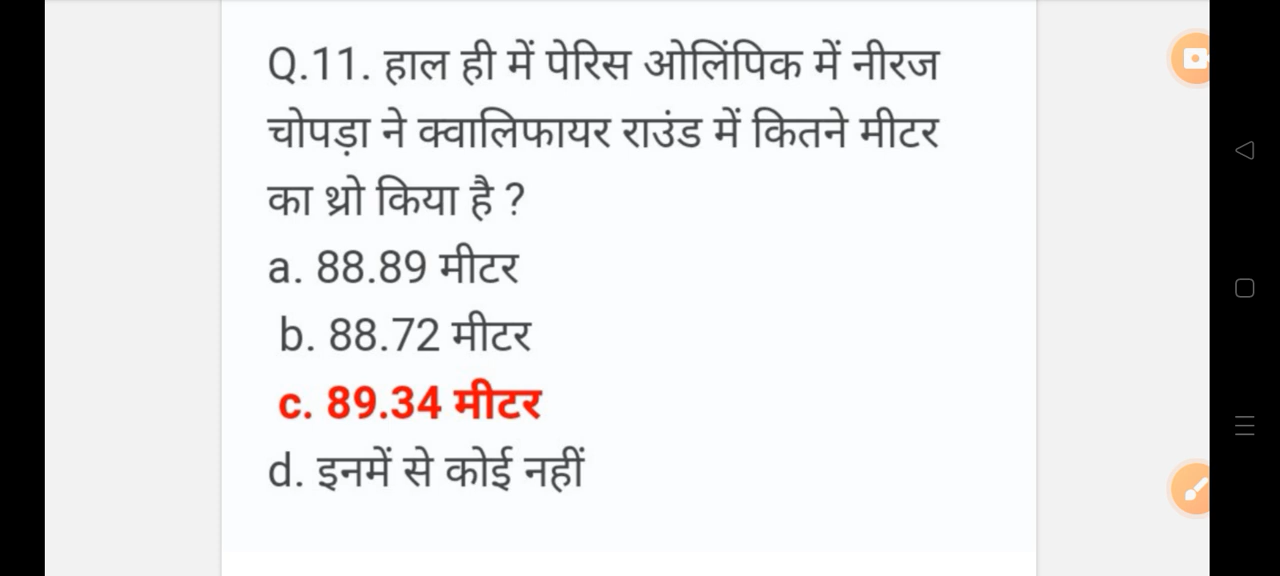 Q.11. हाल ही में पेरिस ओलिंपिक में नीरज
चोपड़ा ने क्वालिफायर राउंड में कितने मीटर
का थ्रो किया है ?
a. 88.89 मीटर
b. 88.72 मीटर
c. 89.34 मीटर
d. इनमें से कोई नहीं